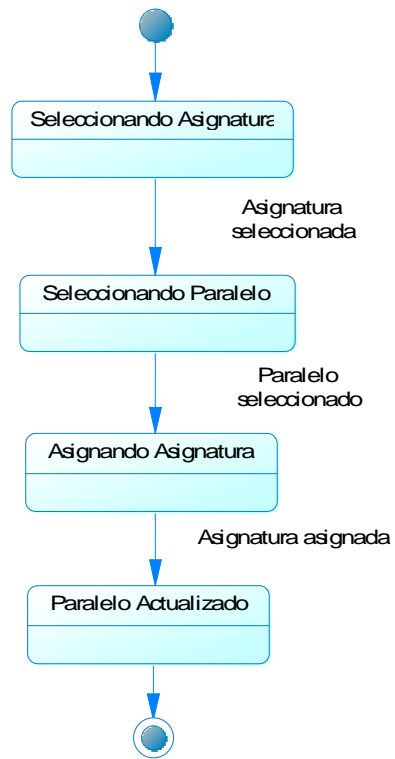 Seleccionando Asignatura
Asignatura
seleccionada
Seleccionando Paralelo
Paralelo
seleccionado
Asignando Asignatura
Asignatura asignada
Paralelo Actualizado